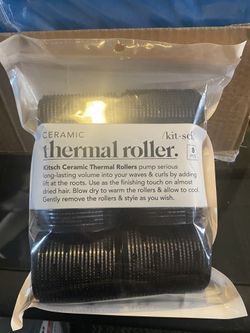 CERAMIC
/kit·sch/
thermal roller.
8
Kitsch Ceramic Thermal Rollers pump serious
long-lasting volume into your waves & curls by adding
lift at the roots. Use as the finishing touch on almost
dried hair. Blow dry to warm the rollers & allow to cool.
Gently remove the rollers & style as you wish.